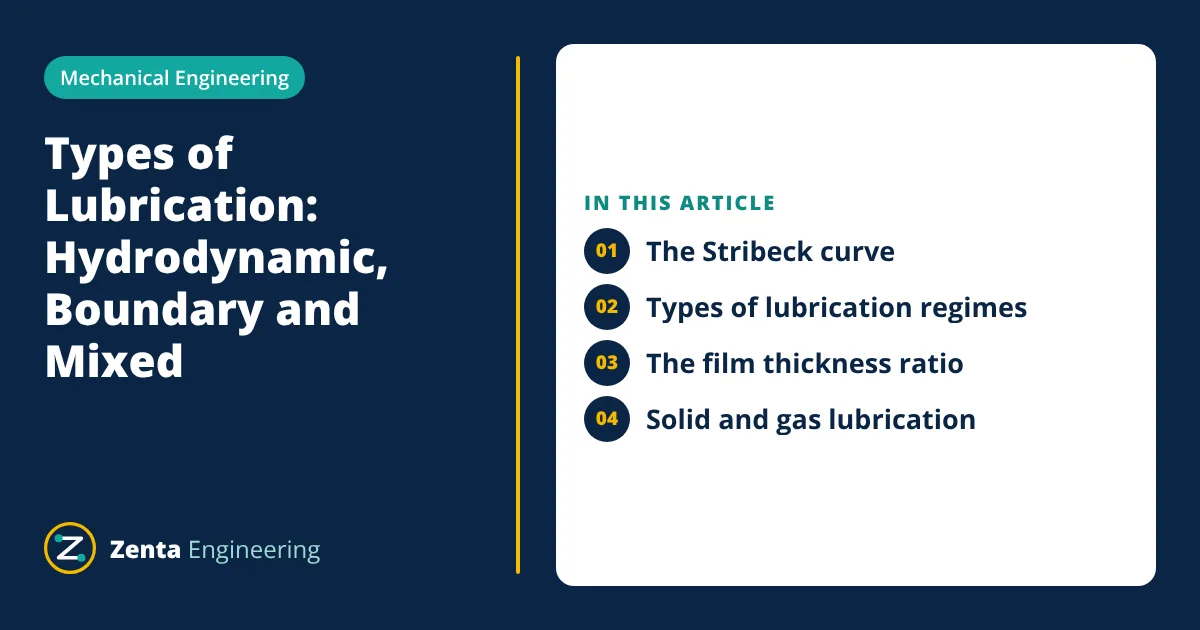 Mechanical Engineering
Types of
Lubrication:
Hydrodynamic,
Boundary and
Mixed
Z
Zenta Engineering
IN THIS ARTICLE
01 The Stribeck curve
02 Types of lubrication regimes
03 The film thickness ratio
04 Solid and gas lubrication